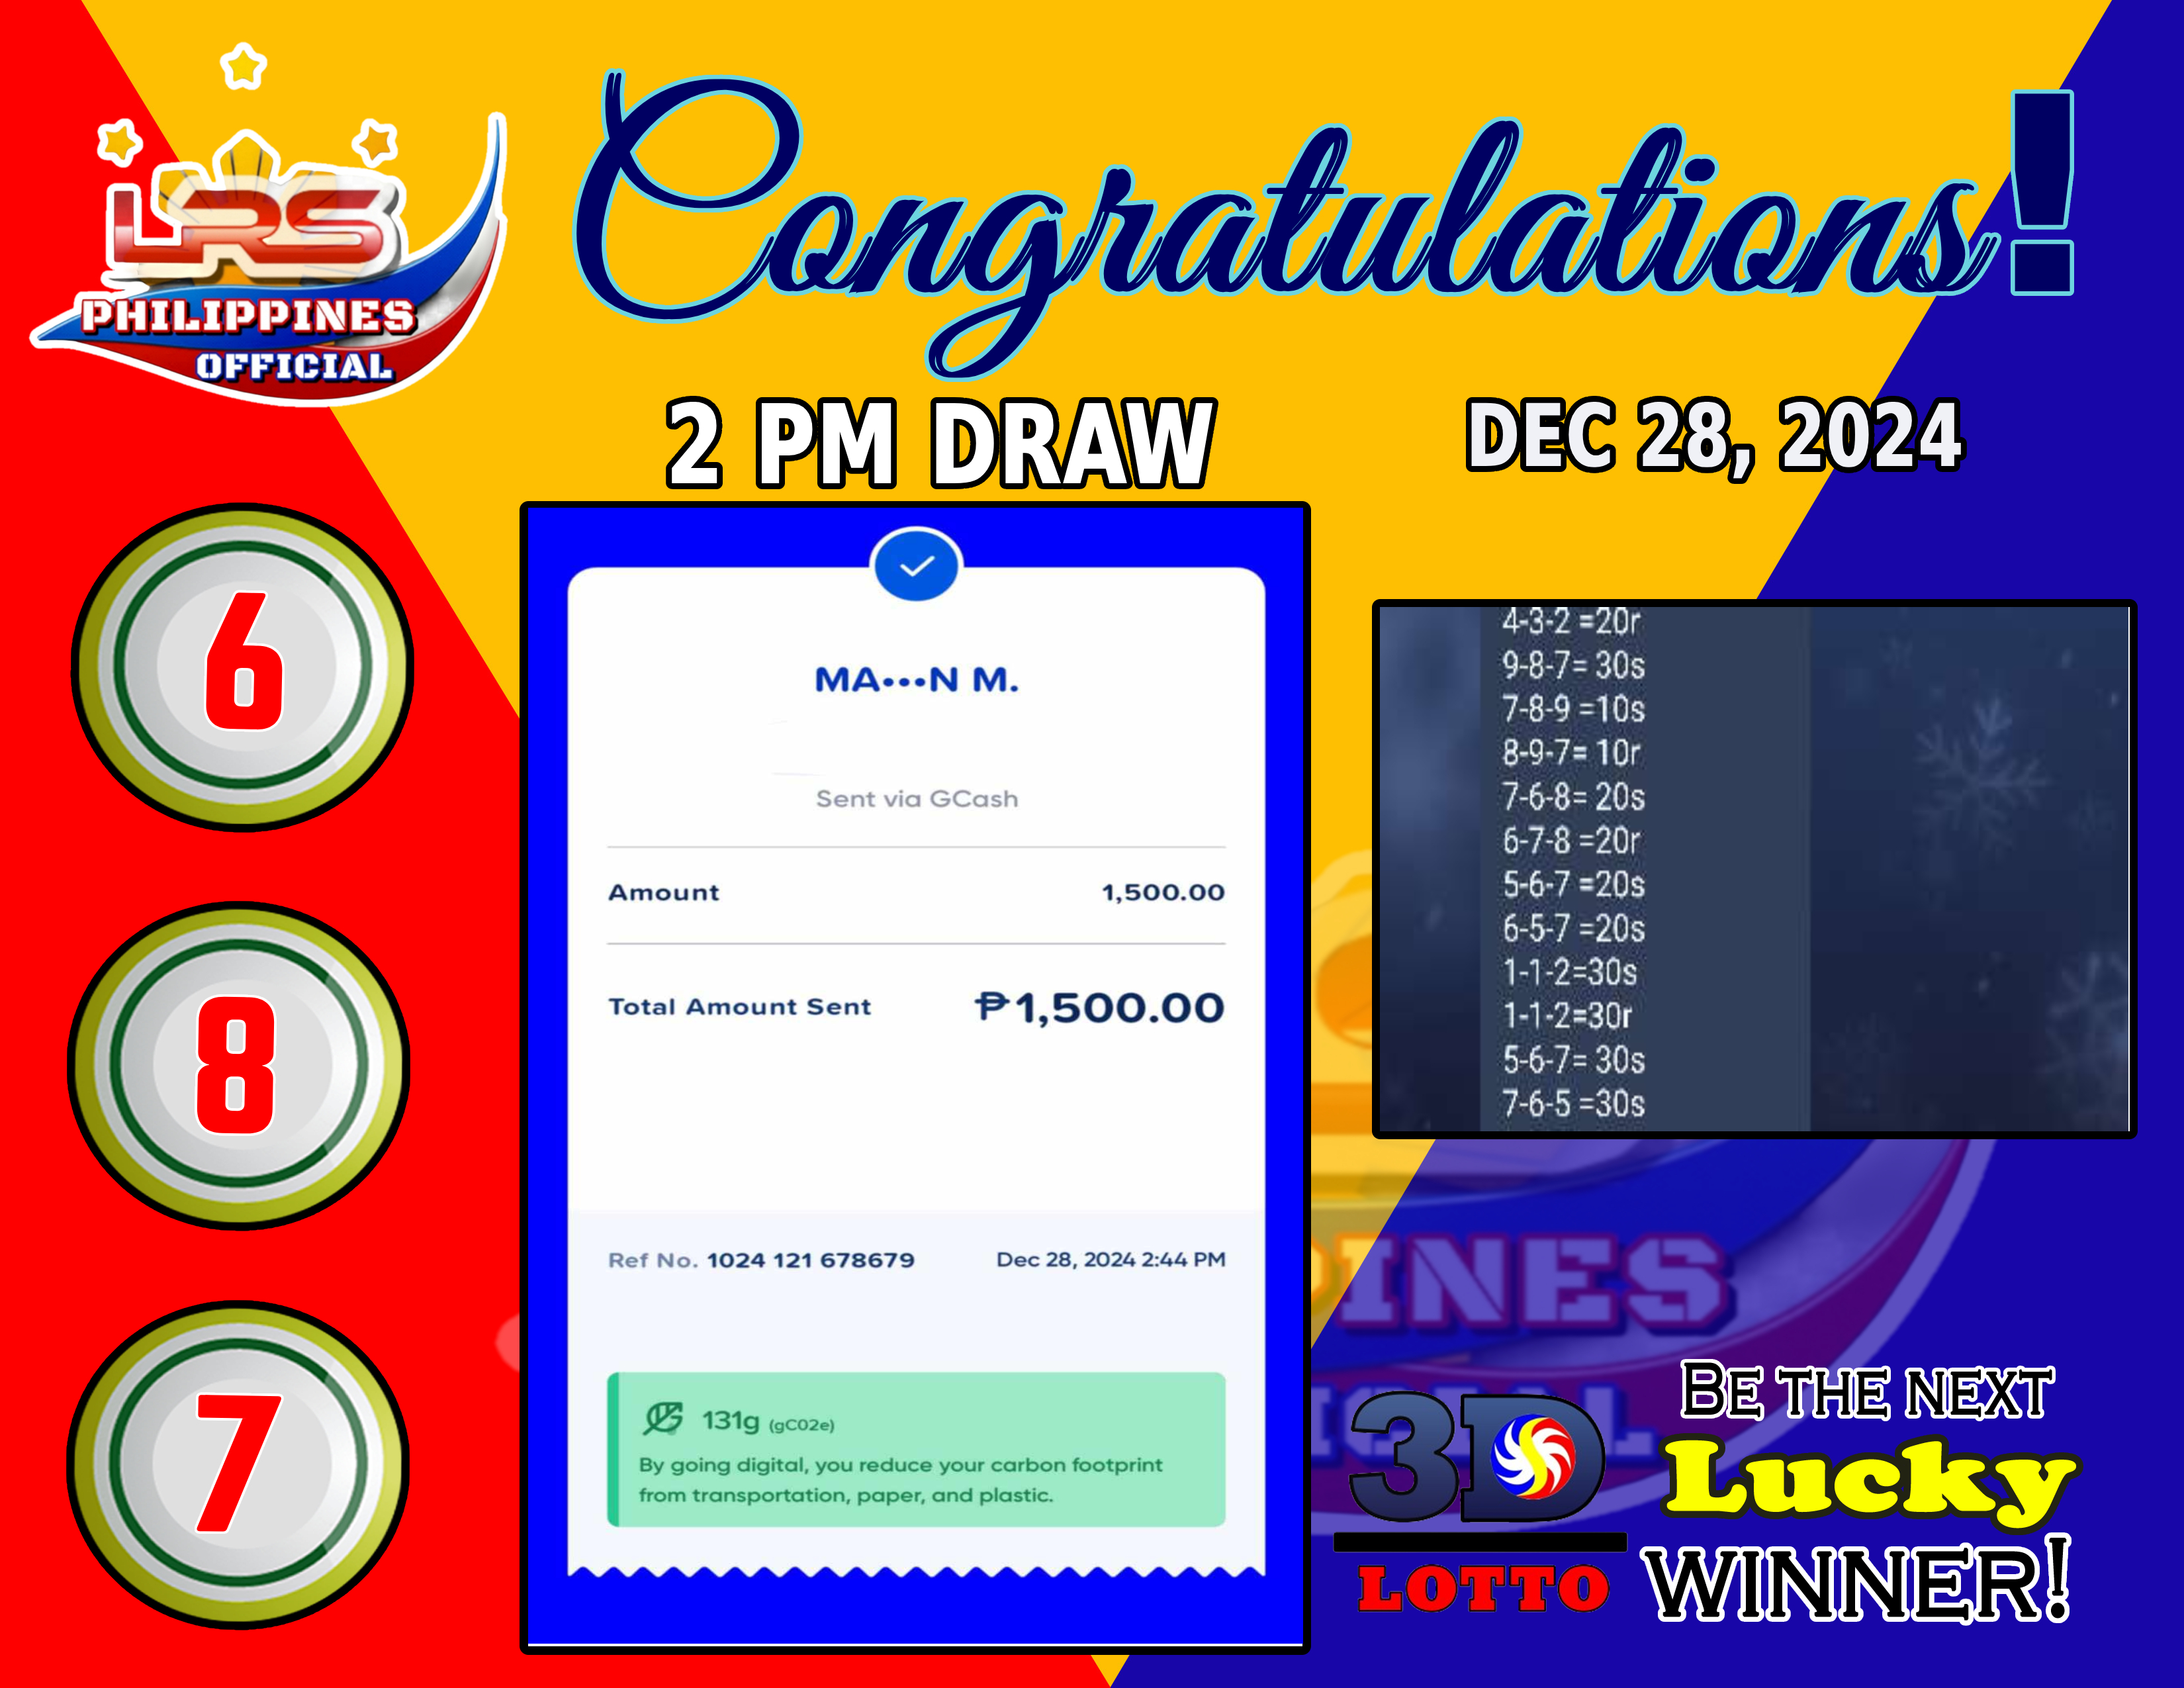 LRS
PHILIPPINES
OFFICIAL
Congratulations!
2 PM DRAW
DEC 28, 2024
6
8
7
MA•••N M.
Sent via GCash
Amount 1,500.00
Total Amount Sent ₱1,500.00
Ref No. 1024 121 678679 Dec 28, 2024 2:44 PM
131g (gC02e)
By going digital, you reduce your carbon footprint
from transportation, paper, and plastic.
4-3-2 =20r
9-8-7= 30s
7-8-9 =10s
8-9-7= 10r
7-6-8= 20s
6-7-8 =20r
5-6-7 =20s
6-5-7 =20s
1-1-2=30s
1-1-2=30r
5-6-7= 30s
7-6-5 =30s
PINES
CIAL
3D
LOTTO
BE THE NEXT
Lucky
WINNER!